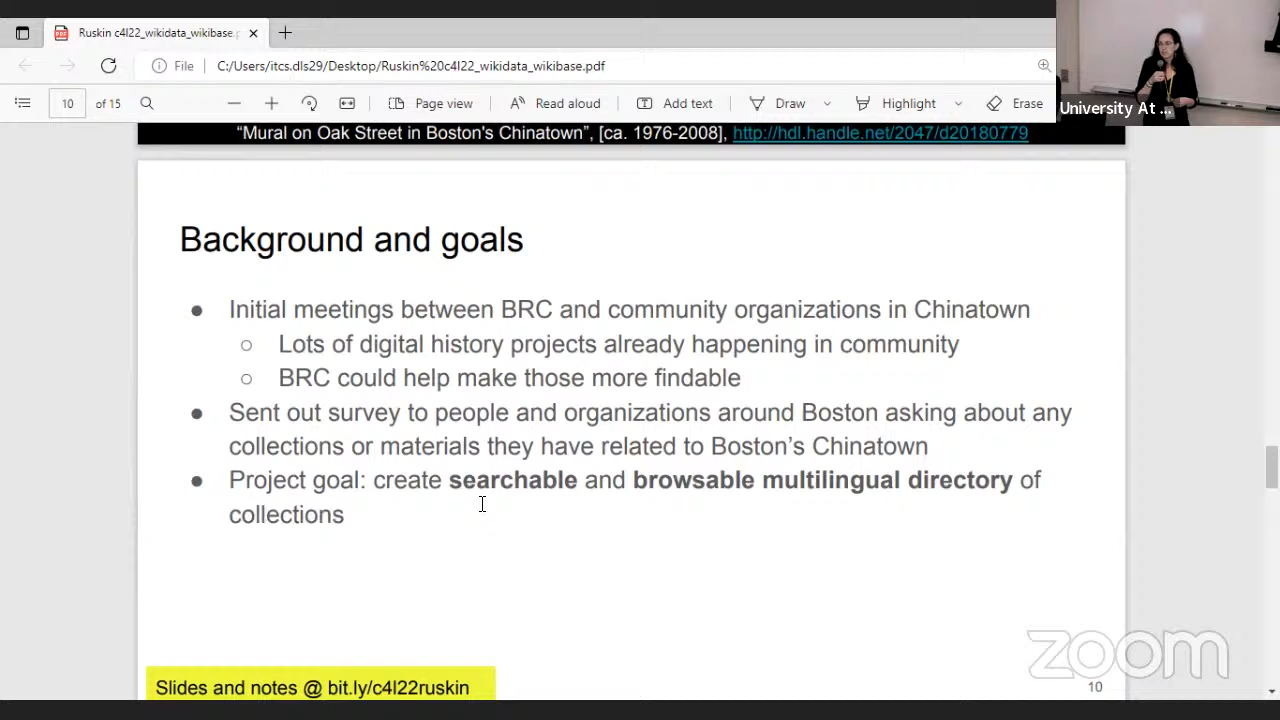 Ruskin c4l22_wikidata_wikibase.p
File
C:/Users/itcs.dls29/Desktop/Ruskin%20c4l22_wikidata_wikibase.pdf
10 of 15
Page view
Read aloud
Add text
Draw
Highlight
Erase
University At ...
“Mural on Oak Street in Boston's Chinatown”, [ca. 1976-2008], http://hdl.handle.net/2047/d20180779
Background and goals
● Initial meetings between BRC and community organizations in Chinatown
○ Lots of digital history projects already happening in community
○ BRC could help make those more findable
● Sent out survey to people and organizations around Boston asking about any
collections or materials they have related to Boston’s Chinatown
● Project goal: create searchable and browsable multilingual directory of
collections
zoom
Slides and notes @ bit.ly/c4l22ruskin
10